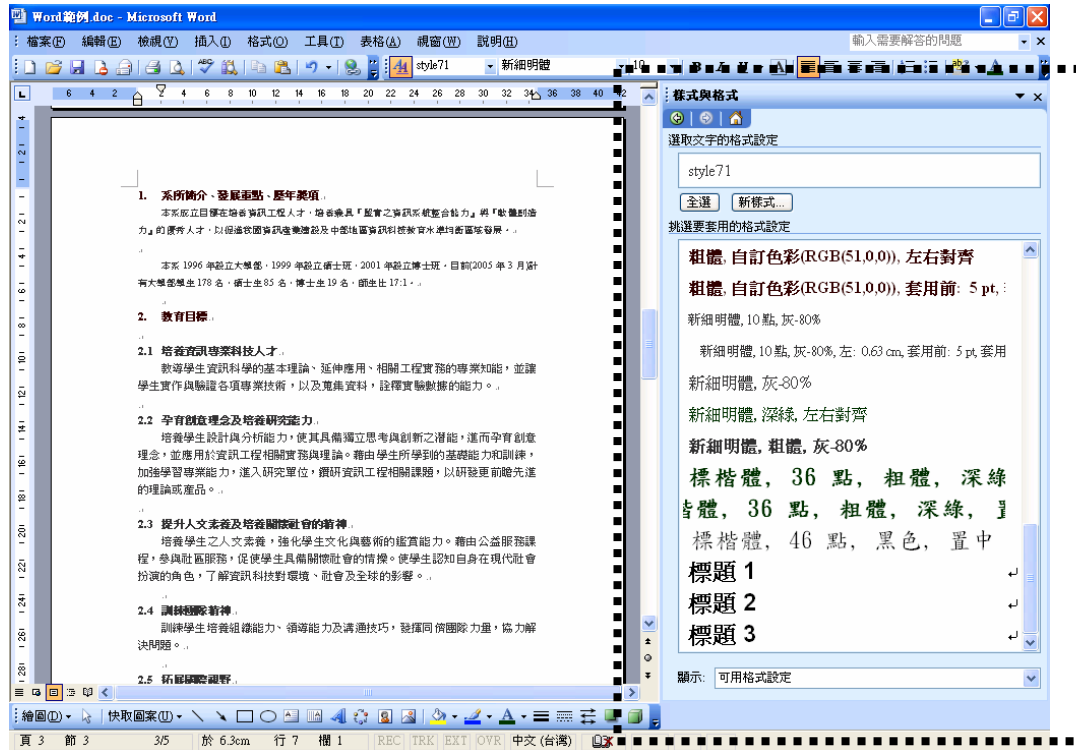 Word範例.doc - Microsoft Word
檔案(F) 編輯(E) 檢視(V) 插入(I) 格式(O) 工具(T) 表格(A) 視窗(W) 說明(H) 輸入需要解答的問題
style71 新細明體 10
L 6 4 2 2 4 6 8 10 12 14 16 18 20 22 24 26 28 30 32 34 36 38 40 42
樣式與格式
選取文字的格式設定
style71
全選 新樣式...
挑選要套用的格式設定
粗體, 自訂色彩(RGB(51,0,0)), 左右對齊
粗體, 自訂色彩(RGB(51,0,0)), 套用前: 5 pt,
新細明體, 10 點, 灰-80%
新細明體, 10 點, 灰-80%, 左: 0.63 cm, 套用前: 5 pt, 套用
新細明體, 灰-80%
新細明體, 深綠, 左右對齊
新細明體, 粗體, 灰-80%
標楷體, 36 點, 粗體, 深綠
楷體, 36 點, 粗體, 深綠, 置
標楷體, 46 點, 黑色, 置中
標題 1
標題 2
標題 3
顯示: 可用格式設定
1. 系所簡介、發展重點、歷年獎項
本系成立目標在培養資訊工程人才,培養兼具『堅實之資訊系統整合能力』與『軟體創造
力』的優秀人才,以促進我國資訊產業建設及中部地區資訊科技教育水準均衡區域發展。
本系 1996 年設立大學部,1999 年設立碩士班,2001 年設立博士班,目前(2005 年 3 月)計
有大學部學生 178 名,碩士生 85 名,博士生 19 名,師生比 17:1。
2. 教育目標
2.1 培養資訊專業科技人才
教導學生資訊科學的基本理論、延伸應用、相關工程實務的專業知能,並讓
學生實作與驗證各項專業技術,以及蒐集資料,詮釋實驗數據的能力。
2.2 孕育創意理念及培養研究能力
培養學生設計與分析能力,使其具備獨立思考與創新之潛能,進而孕育創意
理念,並應用於資訊工程相關實務與理論。藉由學生所學到的基礎能力和訓練,
加強學習專業能力,進入研究單位,鑽研資訊工程相關課題,以研發更前瞻先進
的理論或產品。
2.3 提升人文素養及培養關懷社會的精神
培養學生之人文素養,強化學生文化與藝術的鑑賞能力。藉由公益服務課
程,參與社區服務,促使學生具備關懷社會的情操。使學生認知自身在現代社會
扮演的角色,了解資訊科技對環境、社會及全球的影響。
2.4 訓練團隊精神
訓練學生培養組織能力、領導能力及溝通技巧,發揮同儕團隊力量,協力解
決問題。
2.5 拓展國際視野
繪圖(D) 快取圖案(U)
頁 3 節 3 3/5 於 6.3cm 行 7 欄 1 REC TRK EXT OVR 中文 (台灣)